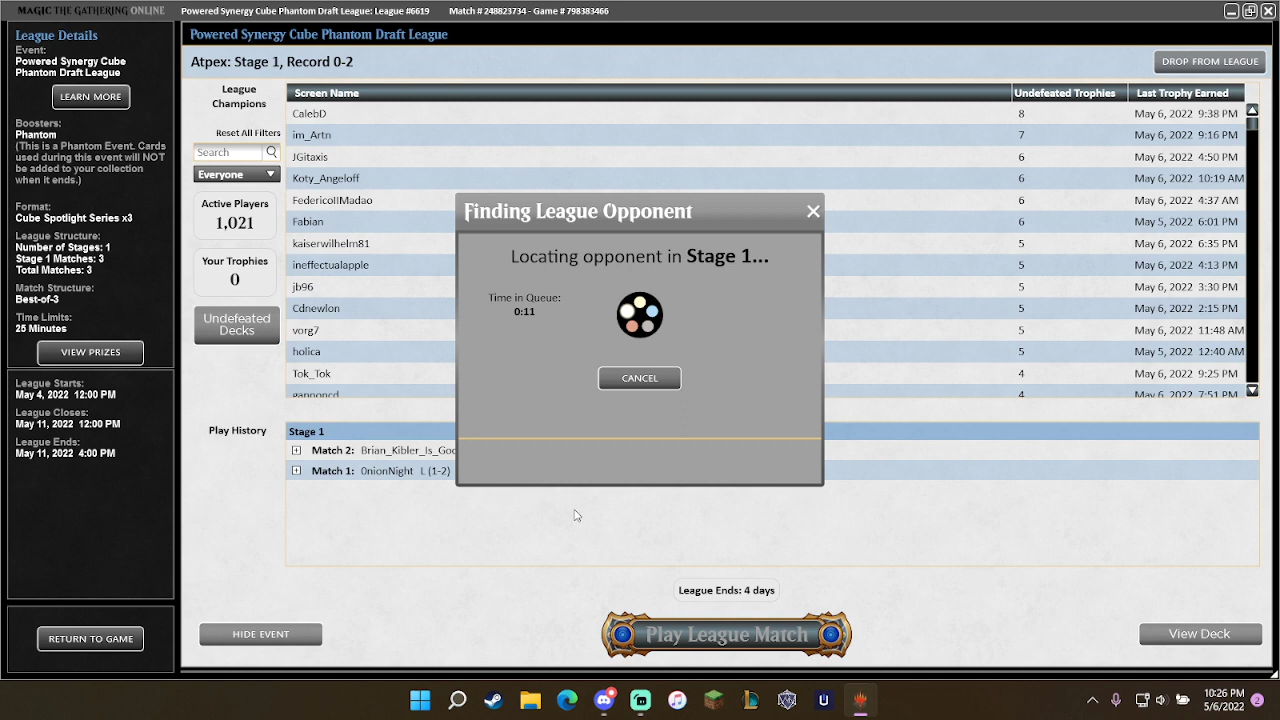 MAGIC THE GATHERING ONLINE
Powered Synergy Cube Phantom Draft League: League #6619 Match # 248823734 - Game # 798383466
League Details
Event:
Powered Synergy Cube
Phantom Draft League
LEARN MORE
Boosters:
Phantom
(This is a Phantom Event. Cards
used during this event will NOT
be added to your collection
when it ends.)
Format:
Cube Spotlight Series x3
League Structure:
Number of Stages: 1
Stage 1 Matches: 3
Total Matches: 3
Match Structure:
Best-of-3
Time Limits:
25 Minutes
VIEW PRIZES
League Starts:
May 4, 2022 12:00 PM
League Closes:
May 11, 2022 12:00 PM
League Ends:
May 11, 2022 4:00 PM
RETURN TO GAME
Powered Synergy Cube Phantom Draft League
Atpex: Stage 1, Record 0-2
DROP FROM LEAGUE
League
Champions
Reset All Filters
Search
Everyone
Active Players
1,021
Your Trophies
0
Undefeated
Decks
Screen Name Undefeated Trophies Last Trophy Earned
CalebD 8 May 6, 2022 9:38 PM
im_Artn 7 May 6, 2022 9:16 PM
JGitaxis 6 May 6, 2022 4:50 PM
Koty_Angeloff 6 May 6, 2022 10:19 AM
FedericoIIMadao 6 May 6, 2022 4:37 AM
Fabian 6 May 5, 2022 6:01 PM
kaiserwilhelm81 5 May 6, 2022 6:35 PM
ineffectualapple 5 May 6, 2022 4:13 PM
jb96 5 May 6, 2022 3:30 PM
Cdnewlon 5 May 6, 2022 2:15 PM
vorg7 5 May 6, 2022 11:48 AM
holica 5 May 5, 2022 12:40 AM
Tok_Tok 4 May 6, 2022 9:25 PM
4 May 6, 2022 7:51 PM
Finding League Opponent
Locating opponent in Stage 1...
Time in Queue:
0:11
CANCEL
Play History
Stage 1
Match 2: Brian_Kibler_Is_Goo
Match 1: 0nionNight L (1-2)
League Ends: 4 days
HIDE EVENT
Play League Match
View Deck
10:26 PM
5/6/2022
2